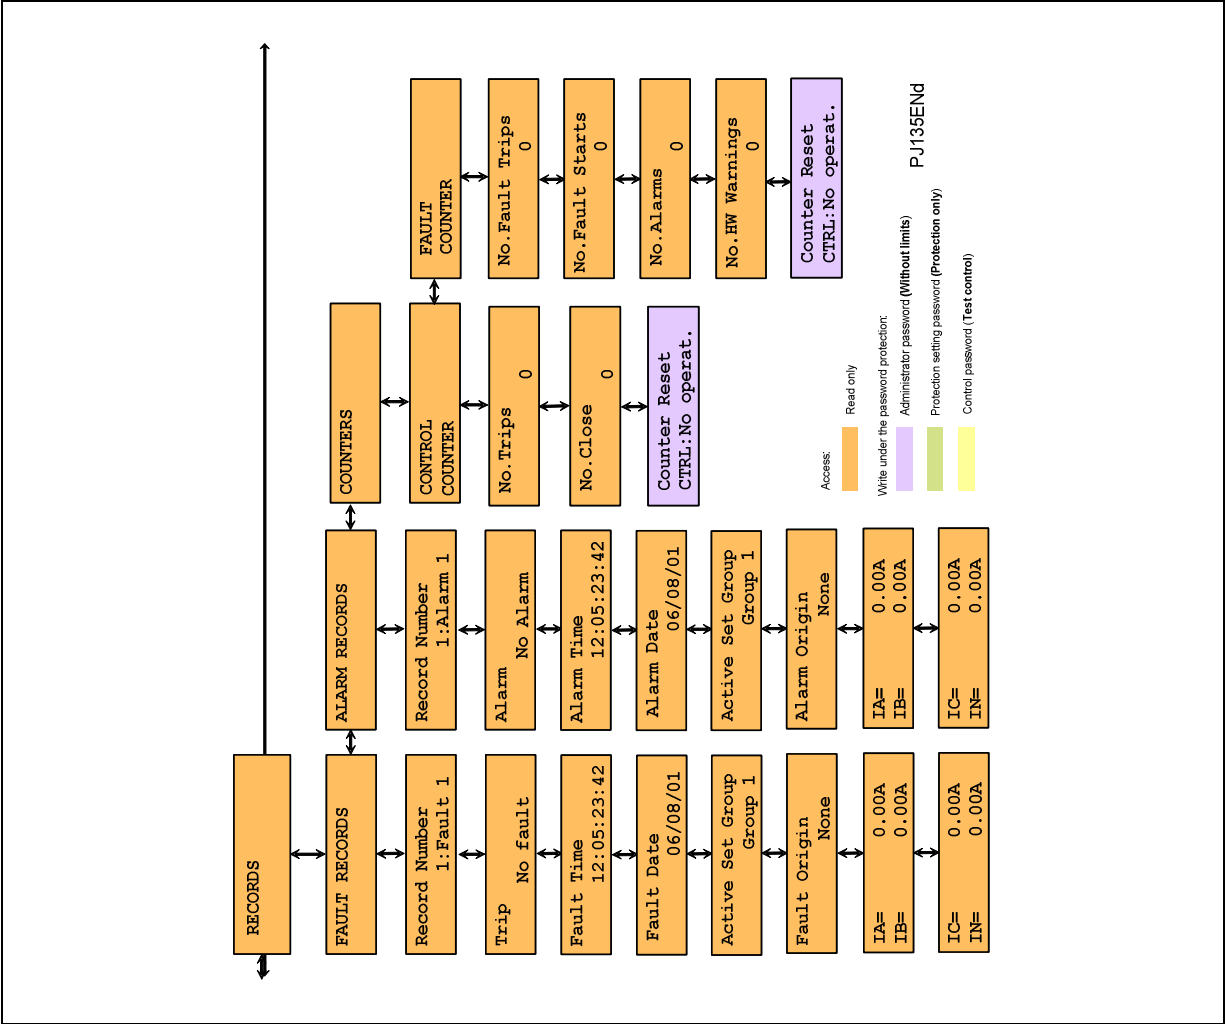 RECORDS
FAULT RECORDS
Record Number
1:Fault 1
Trip
No fault
Fault Time
12:05:23:42
Fault Date
06/08/01
Active Set Group
Group 1
Fault Origin
None
IA= 0.00A
IB= 0.00A
IC= 0.00A
IN= 0.00A
ALARM RECORDS
Record Number
1:Alarm 1
Alarm
No Alarm
Alarm Time
12:05:23:42
Alarm Date
06/08/01
Active Set Group
Group 1
Alarm Origin
None
IA= 0.00A
IB= 0.00A
IC= 0.00A
IN= 0.00A
COUNTERS
CONTROL
COUNTER
No.Trips
0
No.Close
0
Counter Reset
CTRL:No operat.
FAULT
COUNTER
No.Fault Trips
0
No.Fault Starts
0
No.Alarms
0
No.HW Warnings
0
Counter Reset
CTRL:No operat.
Access:
Read only
Write under the password protection:
Administrator password (Without limits)
Protection setting password (Protection only)
Control password (Test control)
PJ135ENd